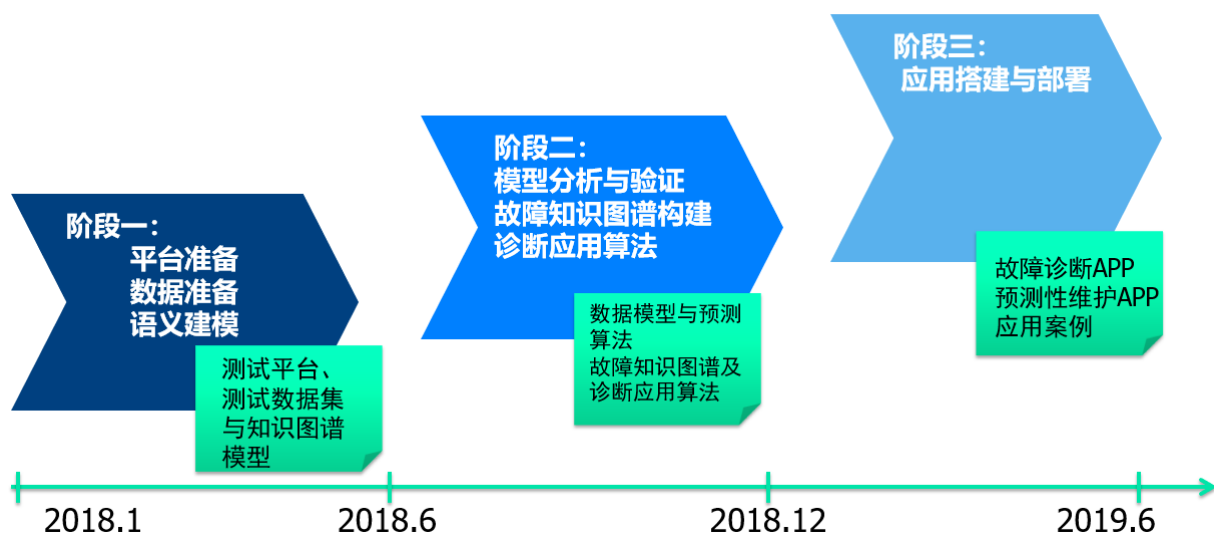 阶段一：
平台准备
数据准备
语义建模
测试平台、
测试数据集
与知识图谱
模型
阶段二：
模型分析与验证
故障知识图谱构建
诊断应用算法
数据模型与预测
算法
故障知识图谱及
诊断应用算法
阶段三：
应用搭建与部署
故障诊断APP
预测性维护APP
应用案例
2018.1
2018.6
2018.12
2019.6